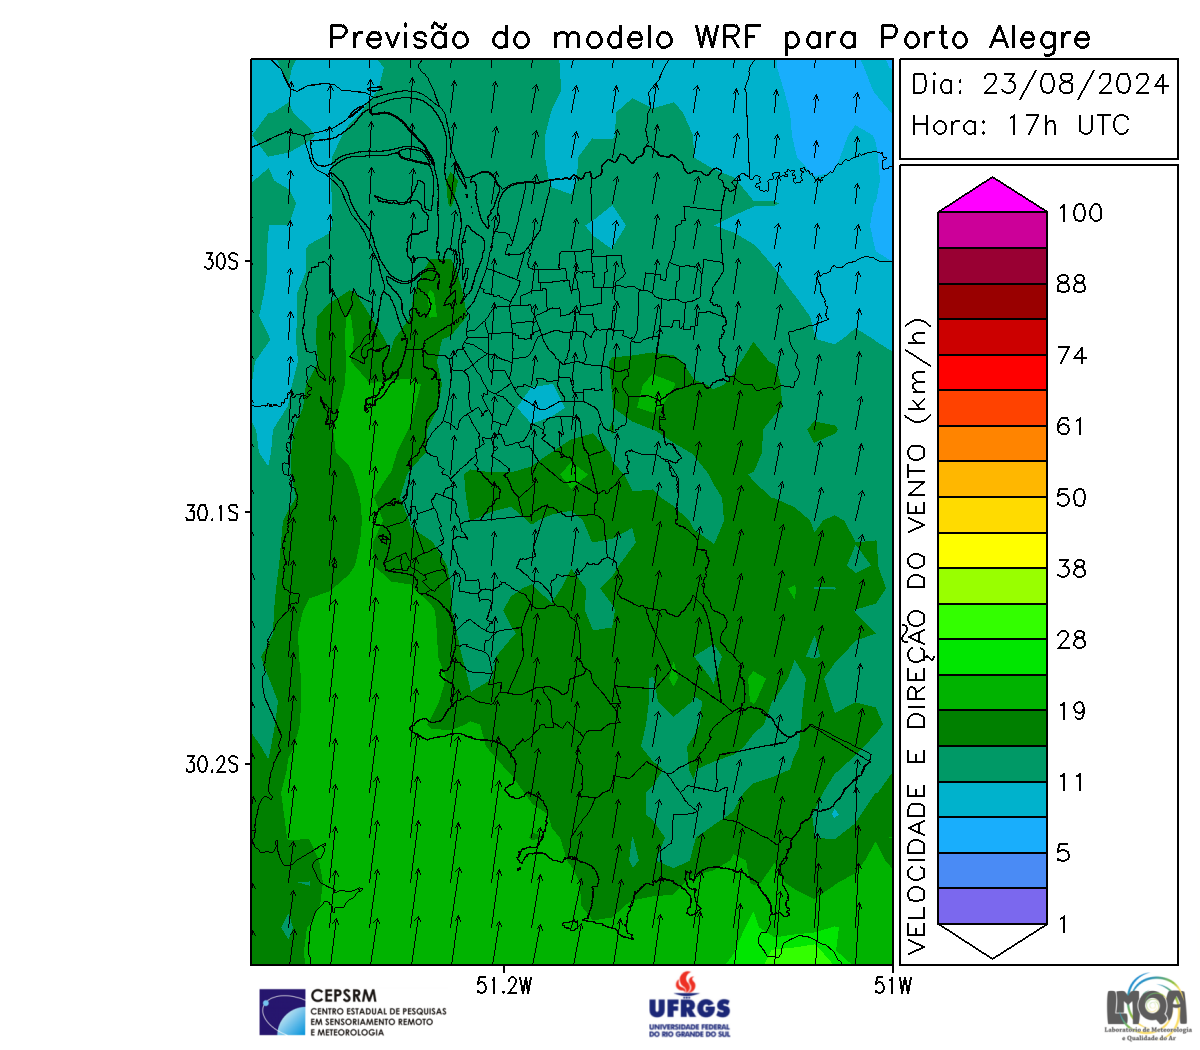 Previsão do modelo WRF para Porto Alegre
Dia: 23/08/2024
Hora: 17h UTC
30S
30.1S
30.2S
51.2W
51W
VELOCIDADE E DIREÇÃO DO VENTO (km/h)
100
88
74
61
50
38
28
19
11
5
1
CEPSRM
CENTRO ESTADUAL DE PESQUISAS
EM SENSORIAMENTO REMOTO
E METEOROLOGIA
UFRGS
UNIVERSIDADE FEDERAL
DO RIO GRANDE DO SUL
LMQA
Laboratório de Meteorologia
e Qualidade do Ar